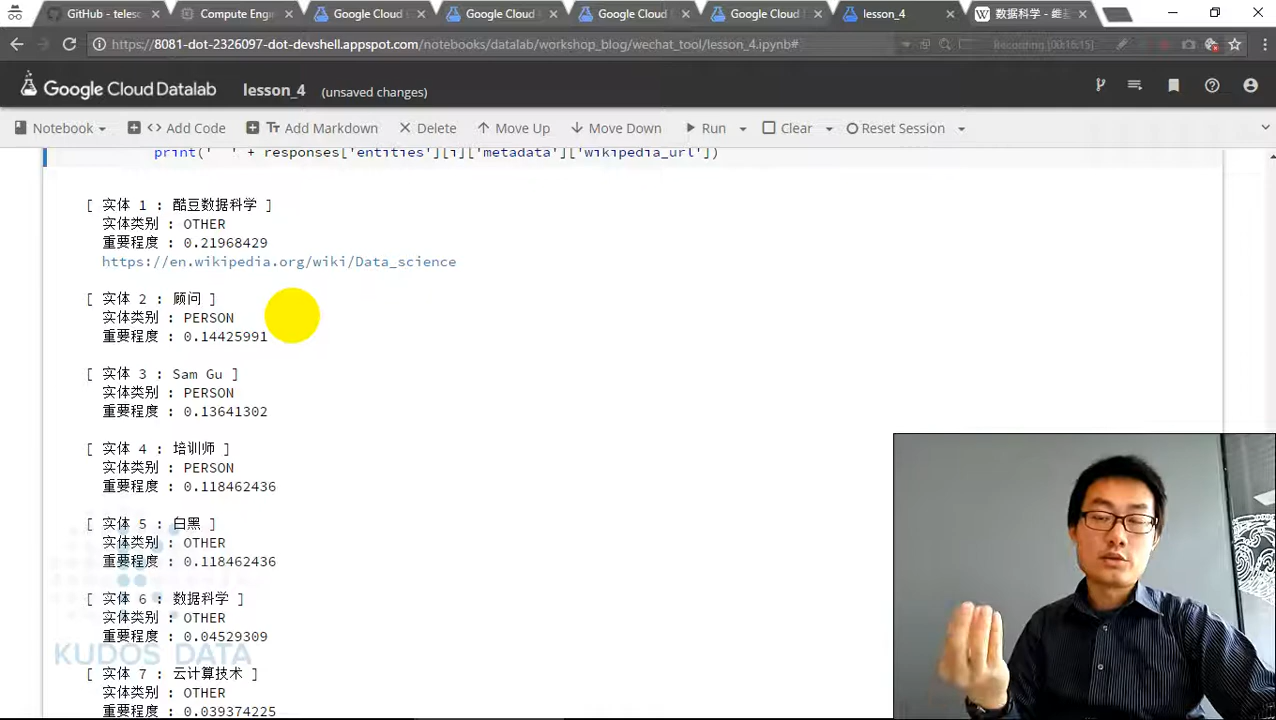 GitHub - telesc
Compute Engi
Google Cloud
Google Cloud
Google Cloud
Google Cloud
lesson_4
数据科学 - 維
https://8081-dot-2326097-dot-devshell.appspot.com/notebooks/datalab/workshop_blog/wechat_tool/lesson_4.ipynb#
Recording [16:15]
Google Cloud Datalab
lesson_4
(unsaved changes)
Notebook
<> Add Code
Tт Add Markdown
Delete
Move Up
Move Down
Run
Clear
Reset Session
print('  ' + responses['entities'][i]['metadata']['wikipedia_url'])
[ 实体 1 : 酷豆数据科学 ]
实体类别 : OTHER
重要程度 : 0.21968429
https://en.wikipedia.org/wiki/Data_science
[ 实体 2 : 顾问 ]
实体类别 : PERSON
重要程度 : 0.14425991
[ 实体 3 : Sam Gu ]
实体类别 : PERSON
重要程度 : 0.13641302
[ 实体 4 : 培训师 ]
实体类别 : PERSON
重要程度 : 0.118462436
[ 实体 5 : 白黑 ]
实体类别 : OTHER
重要程度 : 0.118462436
[ 实体 6 : 数据科学 ]
实体类别 : OTHER
重要程度 : 0.04529309
KUDOS DATA
[ 实体 7 : 云计算技术 ]
实体类别 : OTHER
重要程度 : 0.039374225